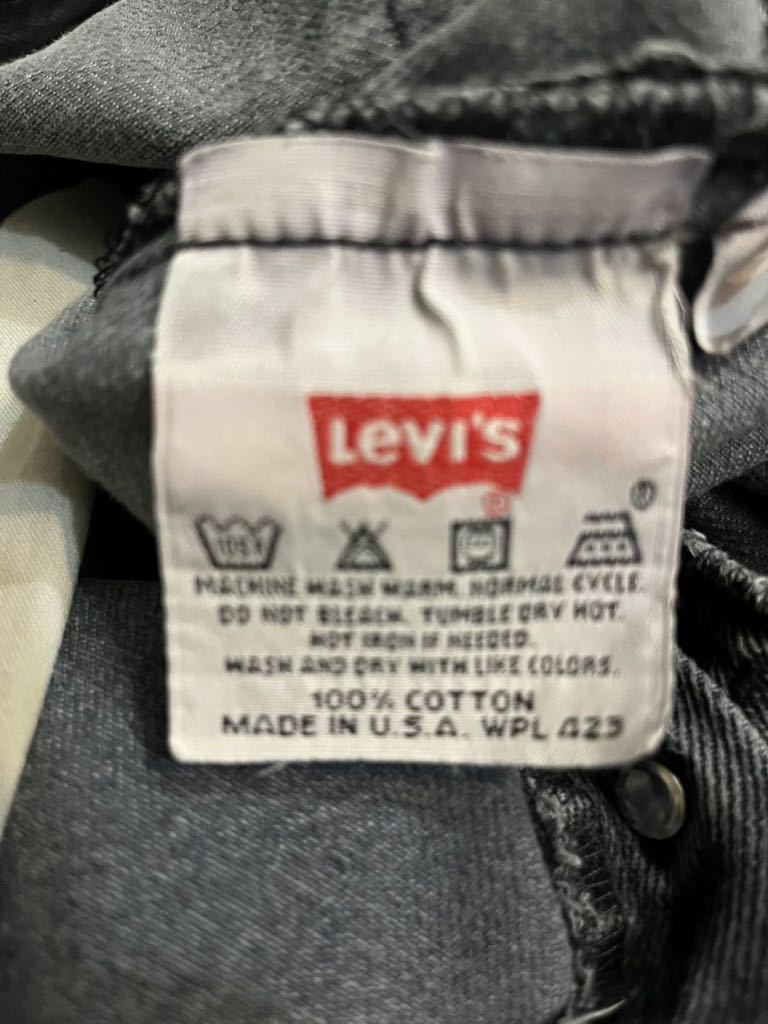 LEVI'S
®
105F
MACHINE WASH WARM. NORMAL CYCLE.
DO NOT BLEACH. TUMBLE DRY HOT.
HOT IRON IF NEEDED.
WASH AND DRY WITH LIKE COLORS.
100% COTTON
MADE IN U.S.A. WPL 423